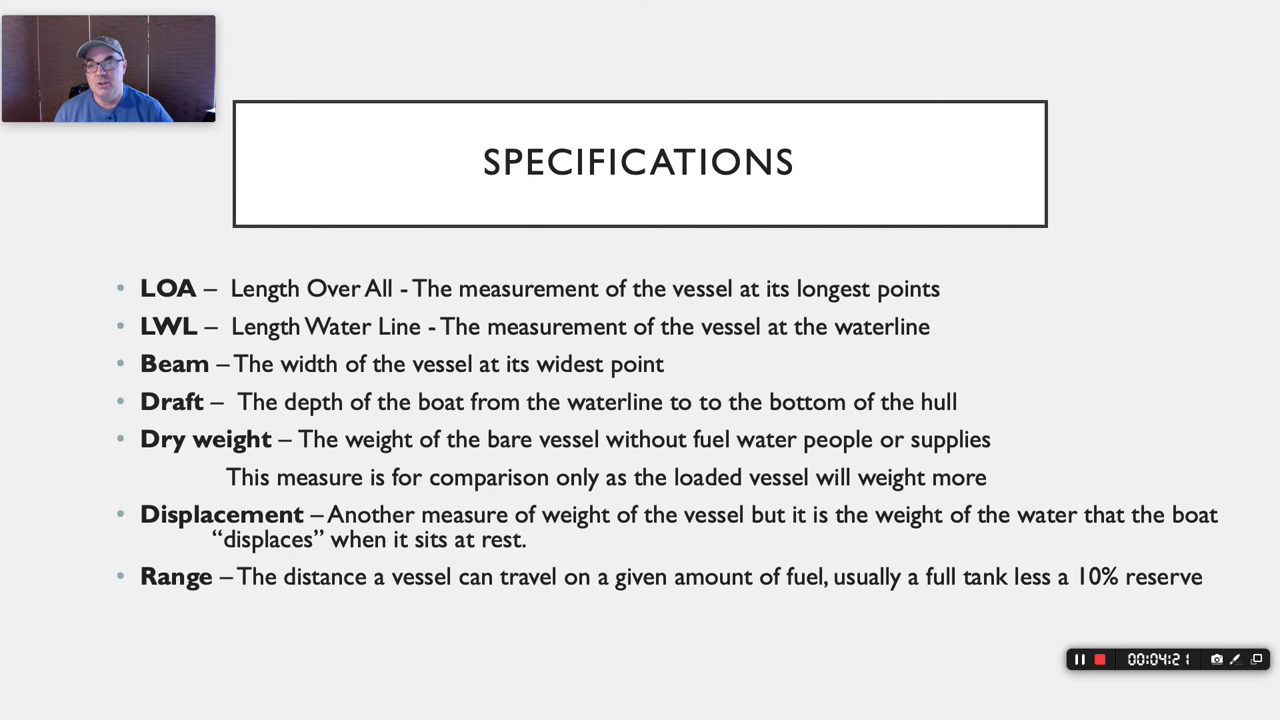 SPECIFICATIONS
• LOA – Length Over All - The measurement of the vessel at its longest points
• LWL – Length Water Line - The measurement of the vessel at the waterline
• Beam – The width of the vessel at its widest point
• Draft – The depth of the boat from the waterline to to the bottom of the hull
• Dry weight – The weight of the bare vessel without fuel water people or supplies
This measure is for comparison only as the loaded vessel will weight more
• Displacement – Another measure of weight of the vessel but it is the weight of the water that the boat
“displaces” when it sits at rest.
• Range – The distance a vessel can travel on a given amount of fuel, usually a full tank less a 10% reserve
00:04:21